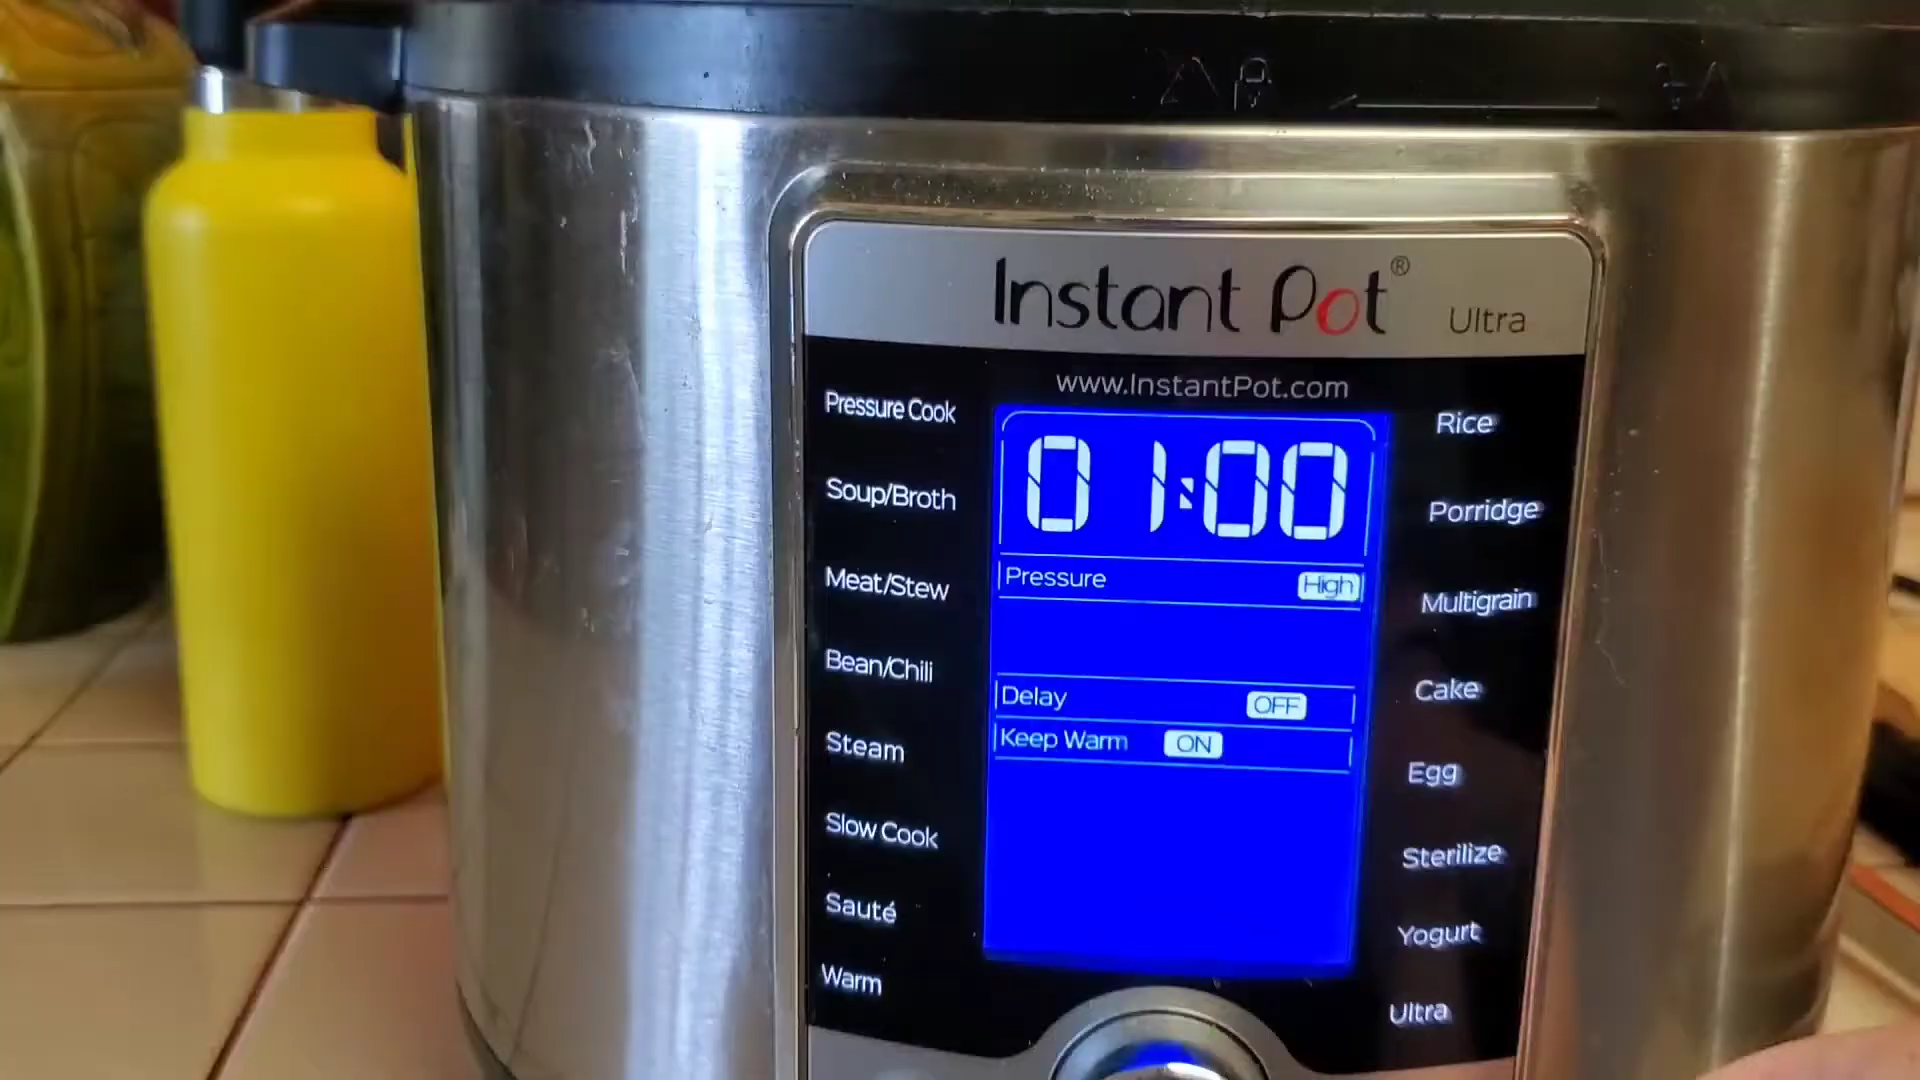 Instant Pot® Ultra
www.InstantPot.com
Pressure Cook
Soup/Broth
Meat/Stew
Bean/Chili
Steam
Slow Cook
Sauté
Warm
01:00
Pressure High
Delay OFF
Keep Warm ON
Rice
Porridge
Multigrain
Cake
Egg
Sterilize
Yogurt
Ultra